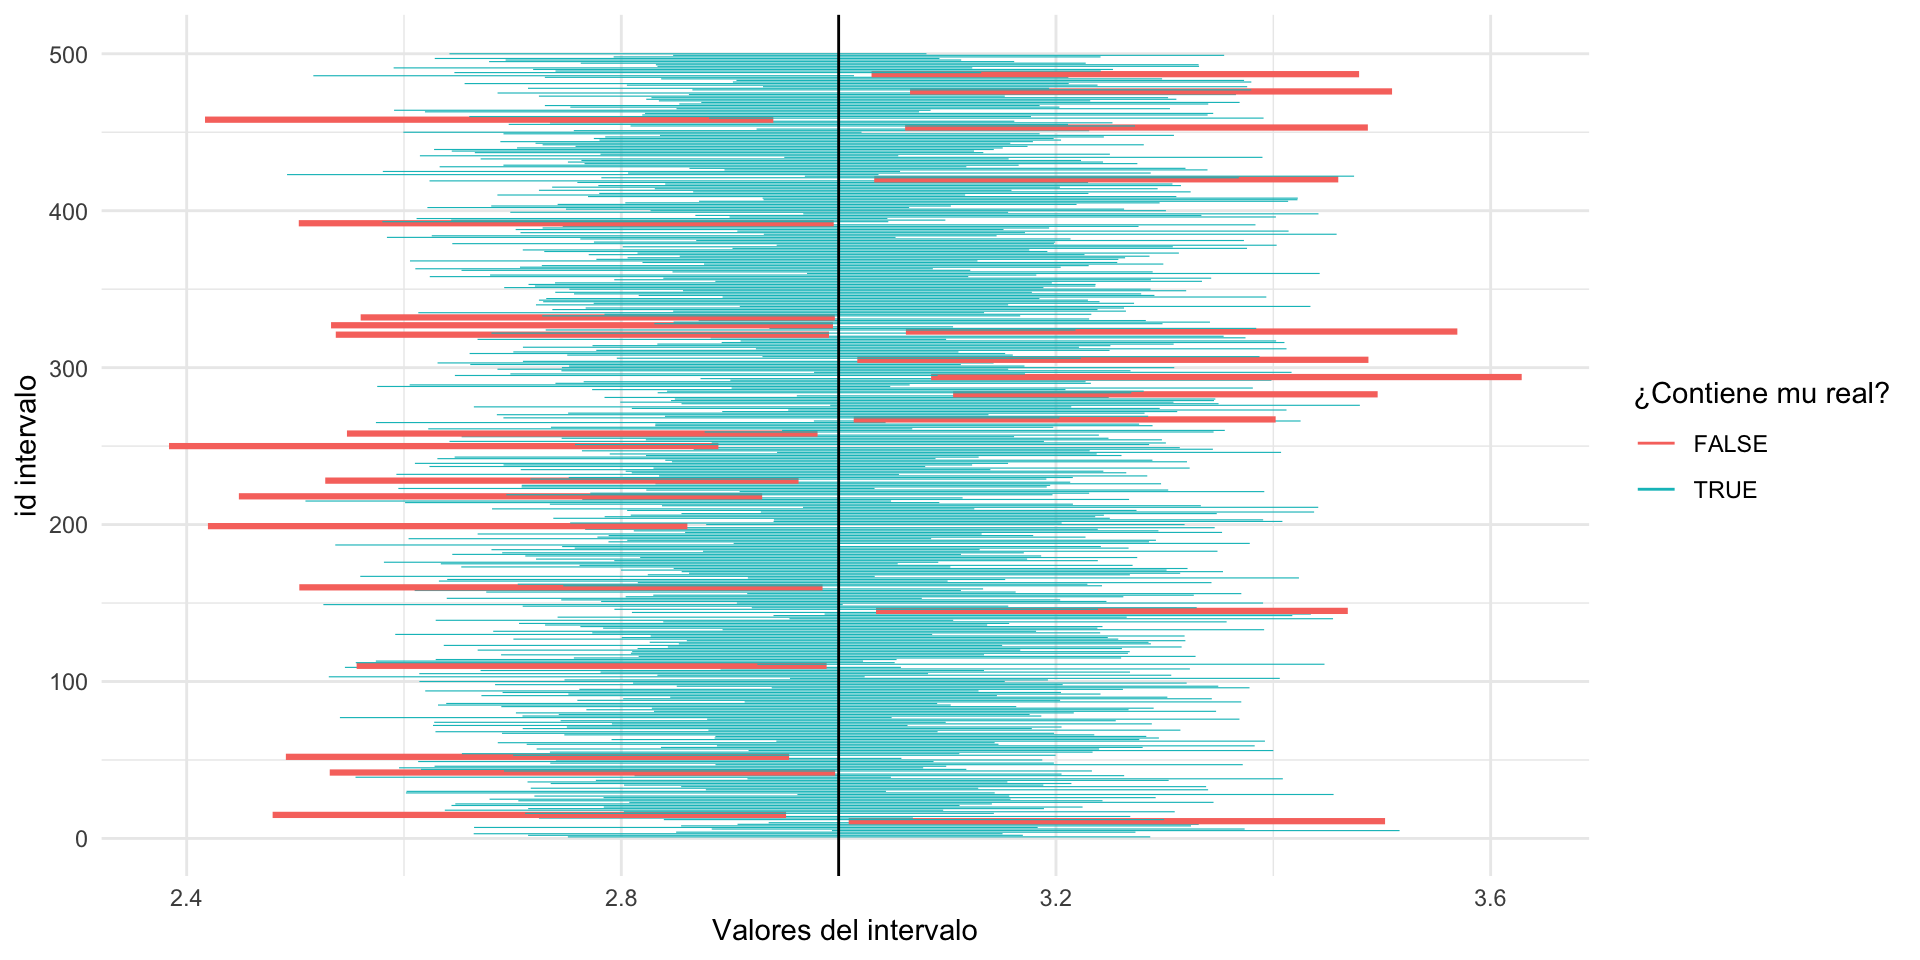 500
400
300
200
100
0
id intervalo
2.4
2.8
3.2
3.6
Valores del intervalo
¿Contiene mu real?
FALSE
TRUE